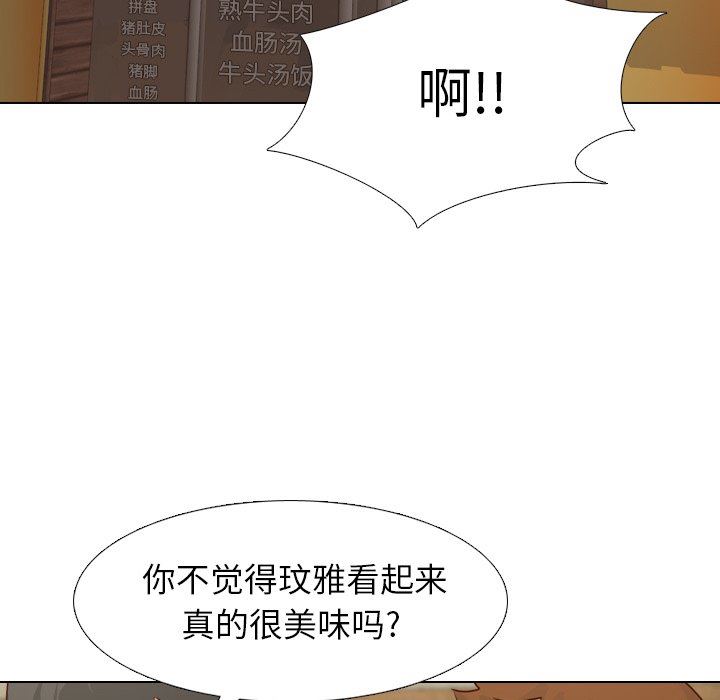 拼盘
猪肚皮
头骨肉
猪脚
血肠
熟牛头肉
血肠汤
牛头汤饭
啊!!
你不觉得玟雅看起来
真的很美味吗?